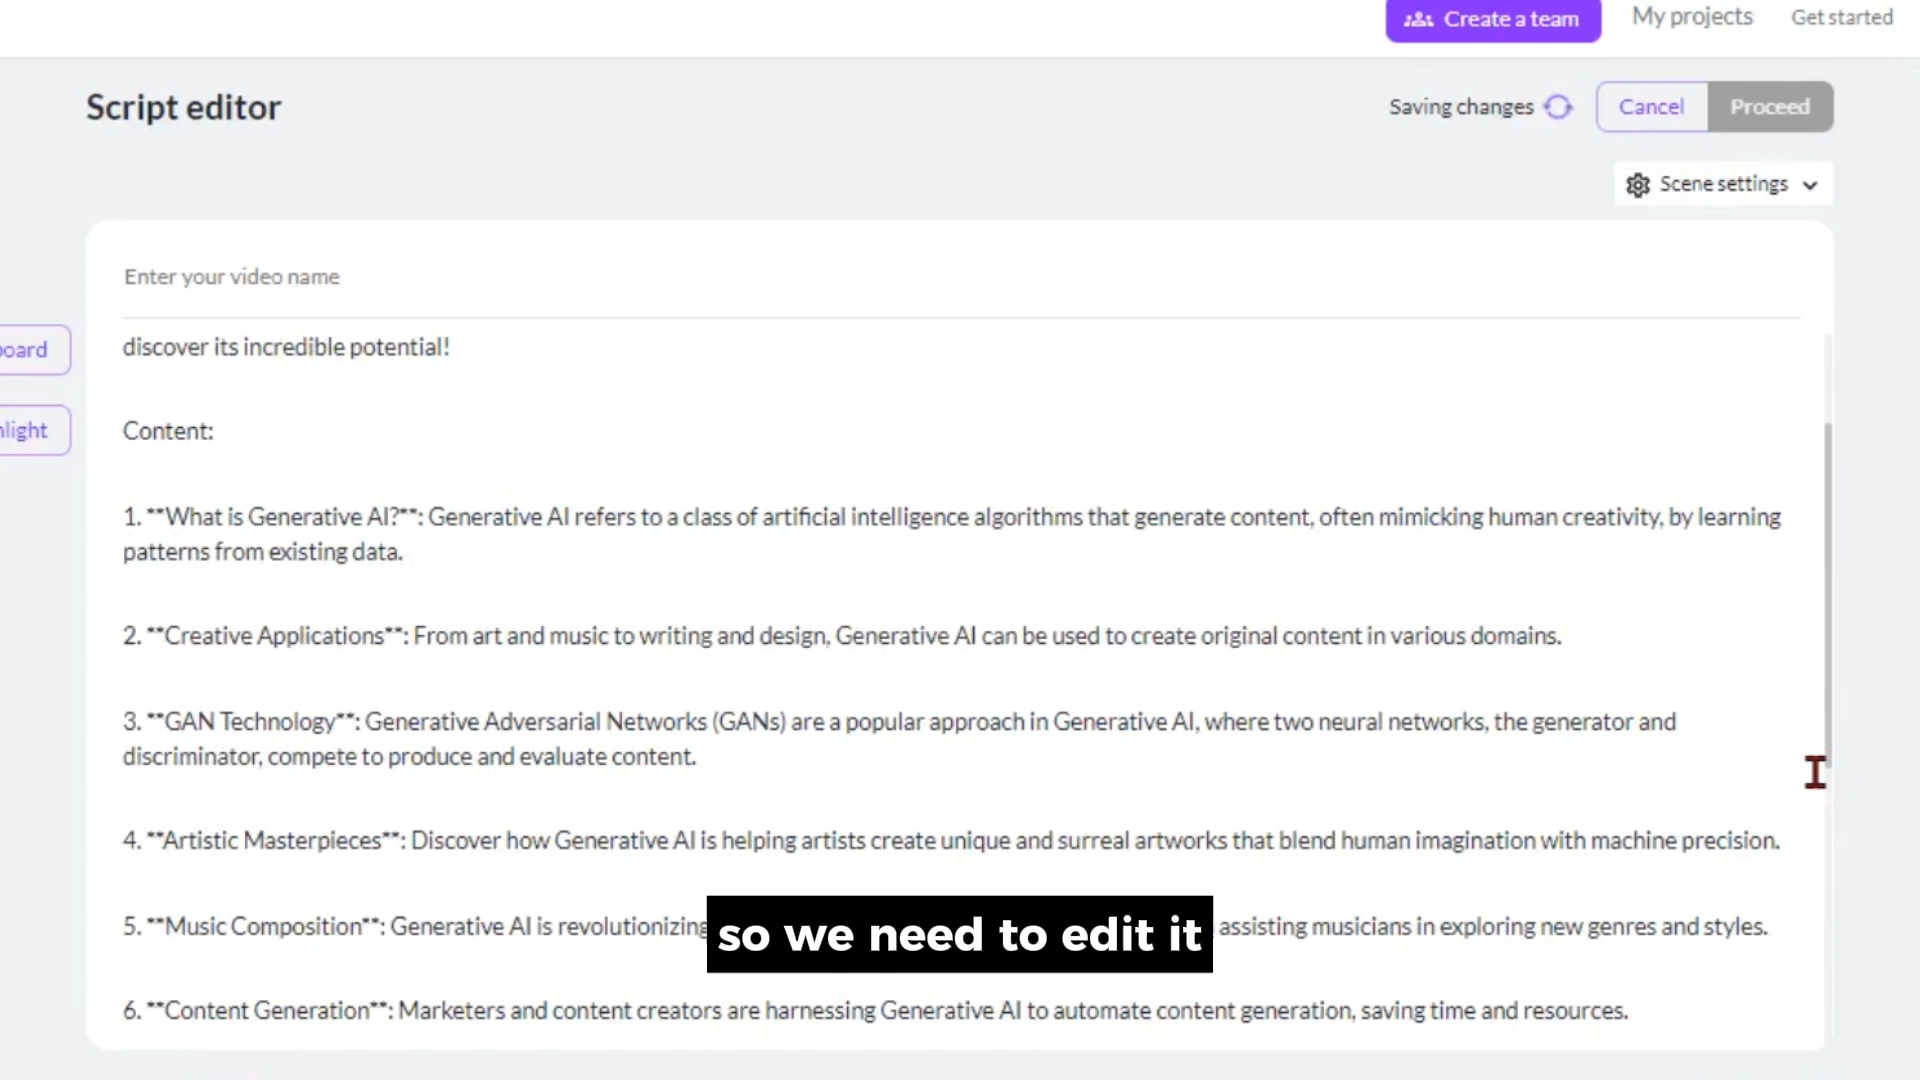 Create a team
My projects
Get started
Script editor
Saving changes
Cancel
Proceed
Scene settings
Enter your video name
discover its incredible potential!
Content:
1. **What is Generative AI?**: Generative AI refers to a class of artificial intelligence algorithms that generate content, often mimicking human creativity, by learning
patterns from existing data.
2. **Creative Applications**: From art and music to writing and design, Generative AI can be used to create original content in various domains.
3. **GAN Technology**: Generative Adversarial Networks (GANs) are a popular approach in Generative AI, where two neural networks, the generator and
discriminator, compete to produce and evaluate content.
4. **Artistic Masterpieces**: Discover how Generative AI is helping artists create unique and surreal artworks that blend human imagination with machine precision.
5. **Music Composition**: Generative AI is revolutionizing
so we need to edit it
assisting musicians in exploring new genres and styles.
6. **Content Generation**: Marketers and content creators are harnessing Generative AI to automate content generation, saving time and resources.